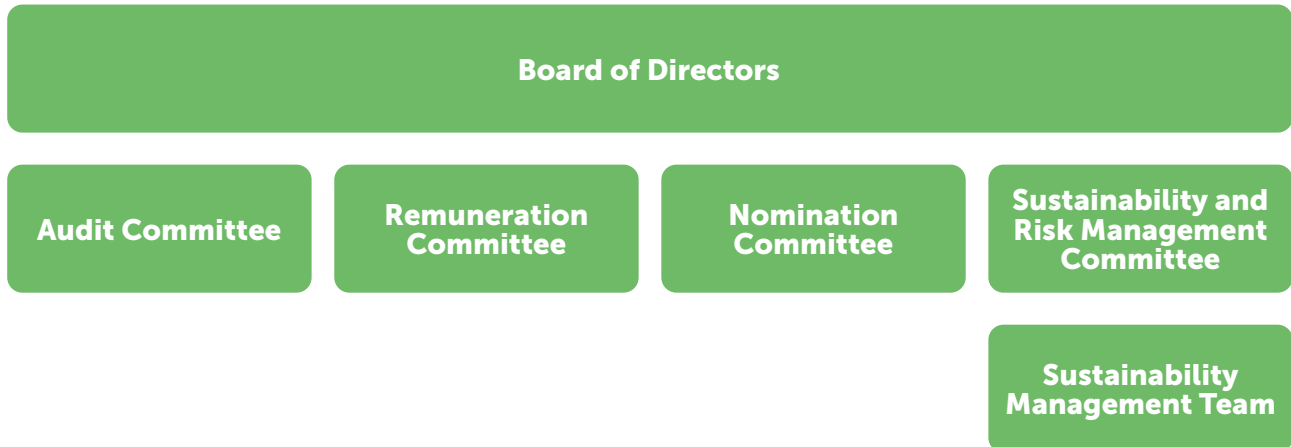 Board of Directors
Audit Committee
Remuneration
Committee
Nomination
Committee
Sustainability and
Risk Management
Committee
Sustainability
Management Team